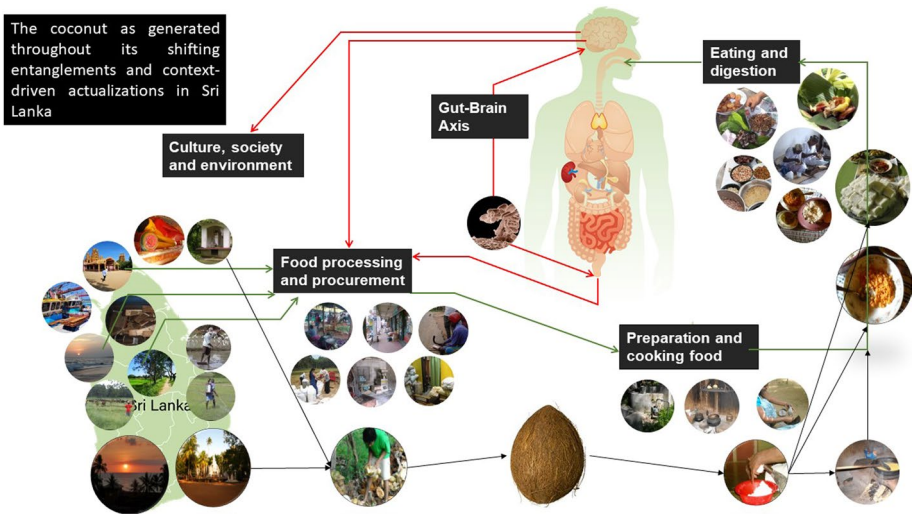 The coconut as generated
throughout its shifting
entanglements and context-
driven actualizations in Sri
Lanka
Eating and
digestion
Gut-Brain
Axis
Culture, society
and environment
Food processing
and procurement
Preparation and
cooking food
Sri Lanka